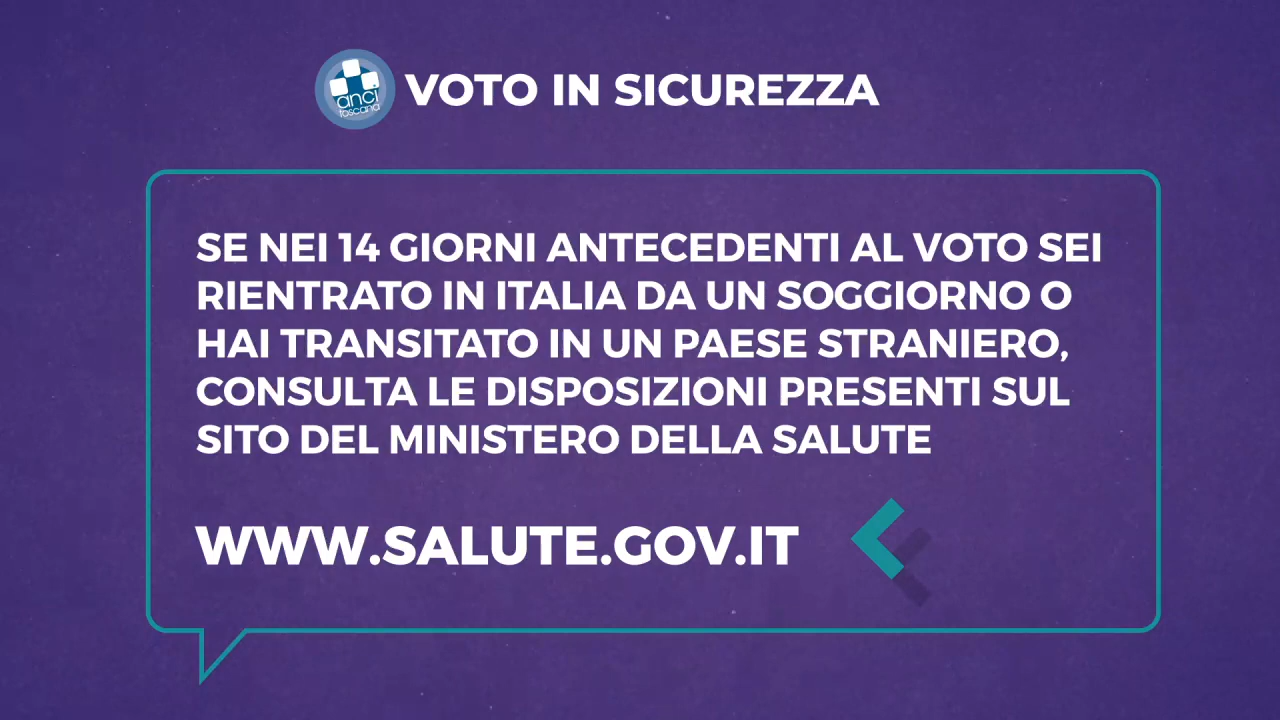 anci
toscana
VOTO IN SICUREZZA
SE NEI 14 GIORNI ANTECEDENTI AL VOTO SEI
RIENTRATO IN ITALIA DA UN SOGGIORNO O
HAI TRANSITATO IN UN PAESE STRANIERO,
CONSULTA LE DISPOSIZIONI PRESENTI SUL
SITO DEL MINISTERO DELLA SALUTE
WWW.SALUTE.GOV.IT